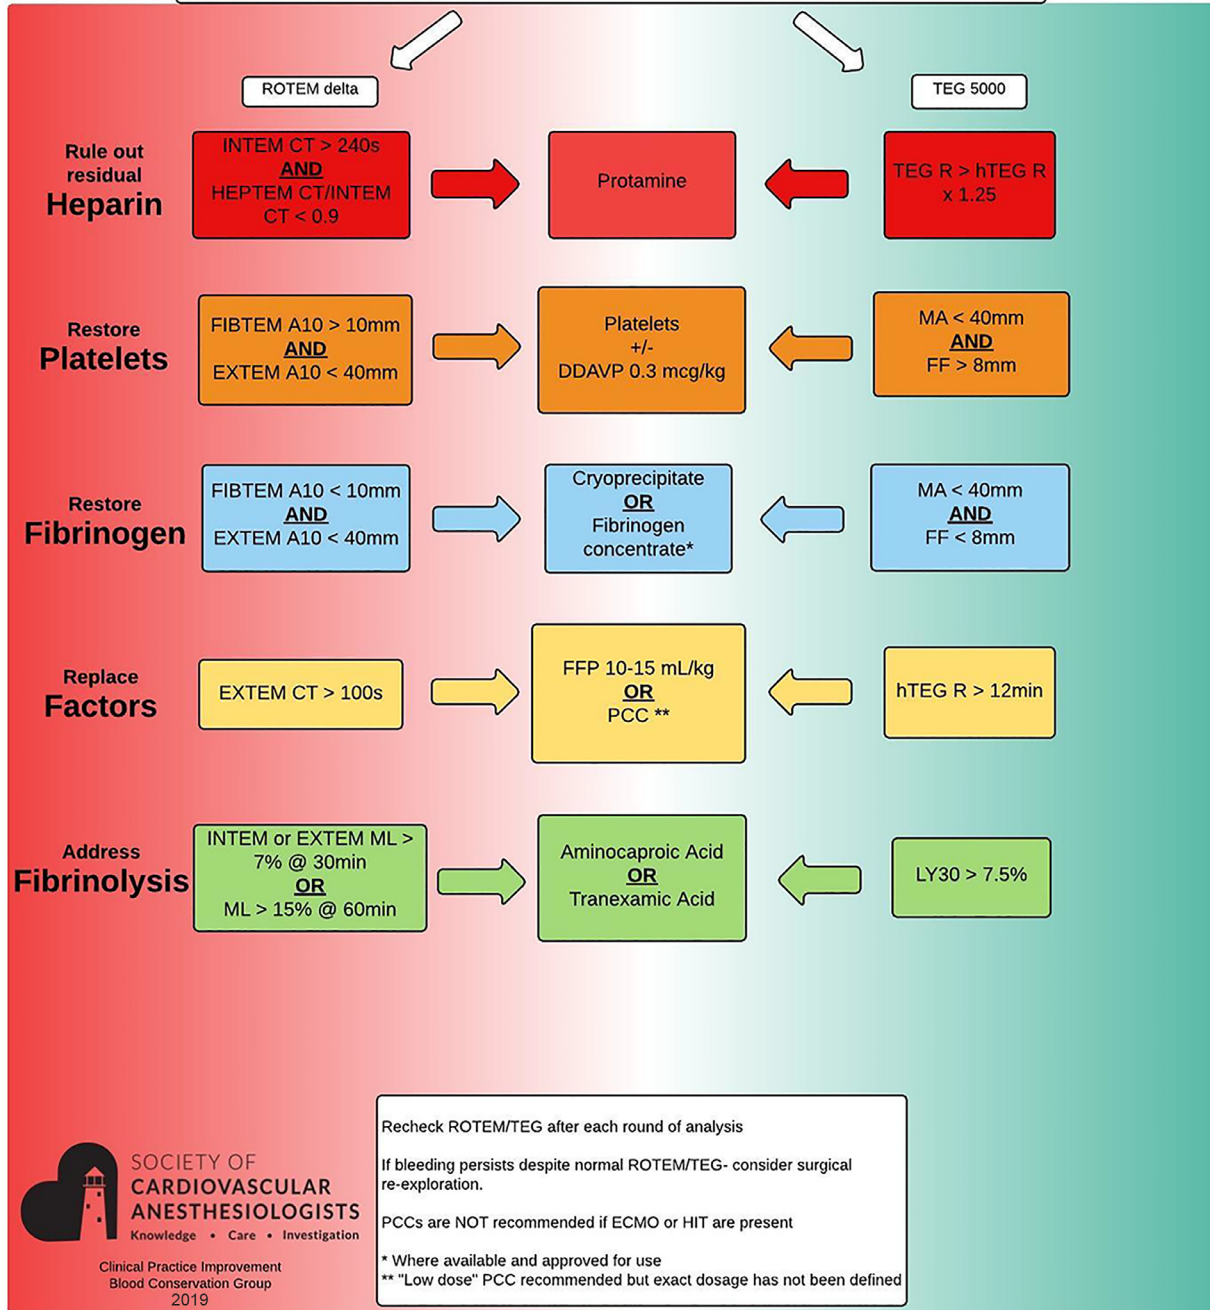 ROTEM delta
TEG 5000
Rule out
residual
Heparin
INTEM CT > 240s
AND
HEPTEM CT/INTEM
CT < 0.9
Protamine
TEG R > hTEG R
x 1.25
Restore
Platelets
FIBTEM A10 > 10mm
AND
EXTEM A10 < 40mm
Platelets
+/-
DDAVP 0.3 mcg/kg
MA < 40mm
AND
FF > 8mm
Restore
Fibrinogen
FIBTEM A10 < 10mm
AND
EXTEM A10 < 40mm
Cryoprecipitate
OR
Fibrinogen
concentrate*
MA < 40mm
AND
FF < 8mm
Replace
Factors
EXTEM CT > 100s
FFP 10-15 mL/kg
OR
PCC **
hTEG R > 12min
Address
Fibrinolysis
INTEM or EXTEM ML >
7% @ 30min
OR
ML > 15% @ 60min
Aminocaproic Acid
OR
Tranexamic Acid
LY30 > 7.5%
Recheck ROTEM/TEG after each round of analysis
If bleeding persists despite normal ROTEM/TEG- consider surgical
re-exploration.
PCCs are NOT recommended if ECMO or HIT are present
* Where available and approved for use
** "Low dose" PCC recommended but exact dosage has not been defined
SOCIETY OF
CARDIOVASCULAR
ANESTHESIOLOGISTS
Knowledge • Care • Investigation
Clinical Practice Improvement
Blood Conservation Group
2019